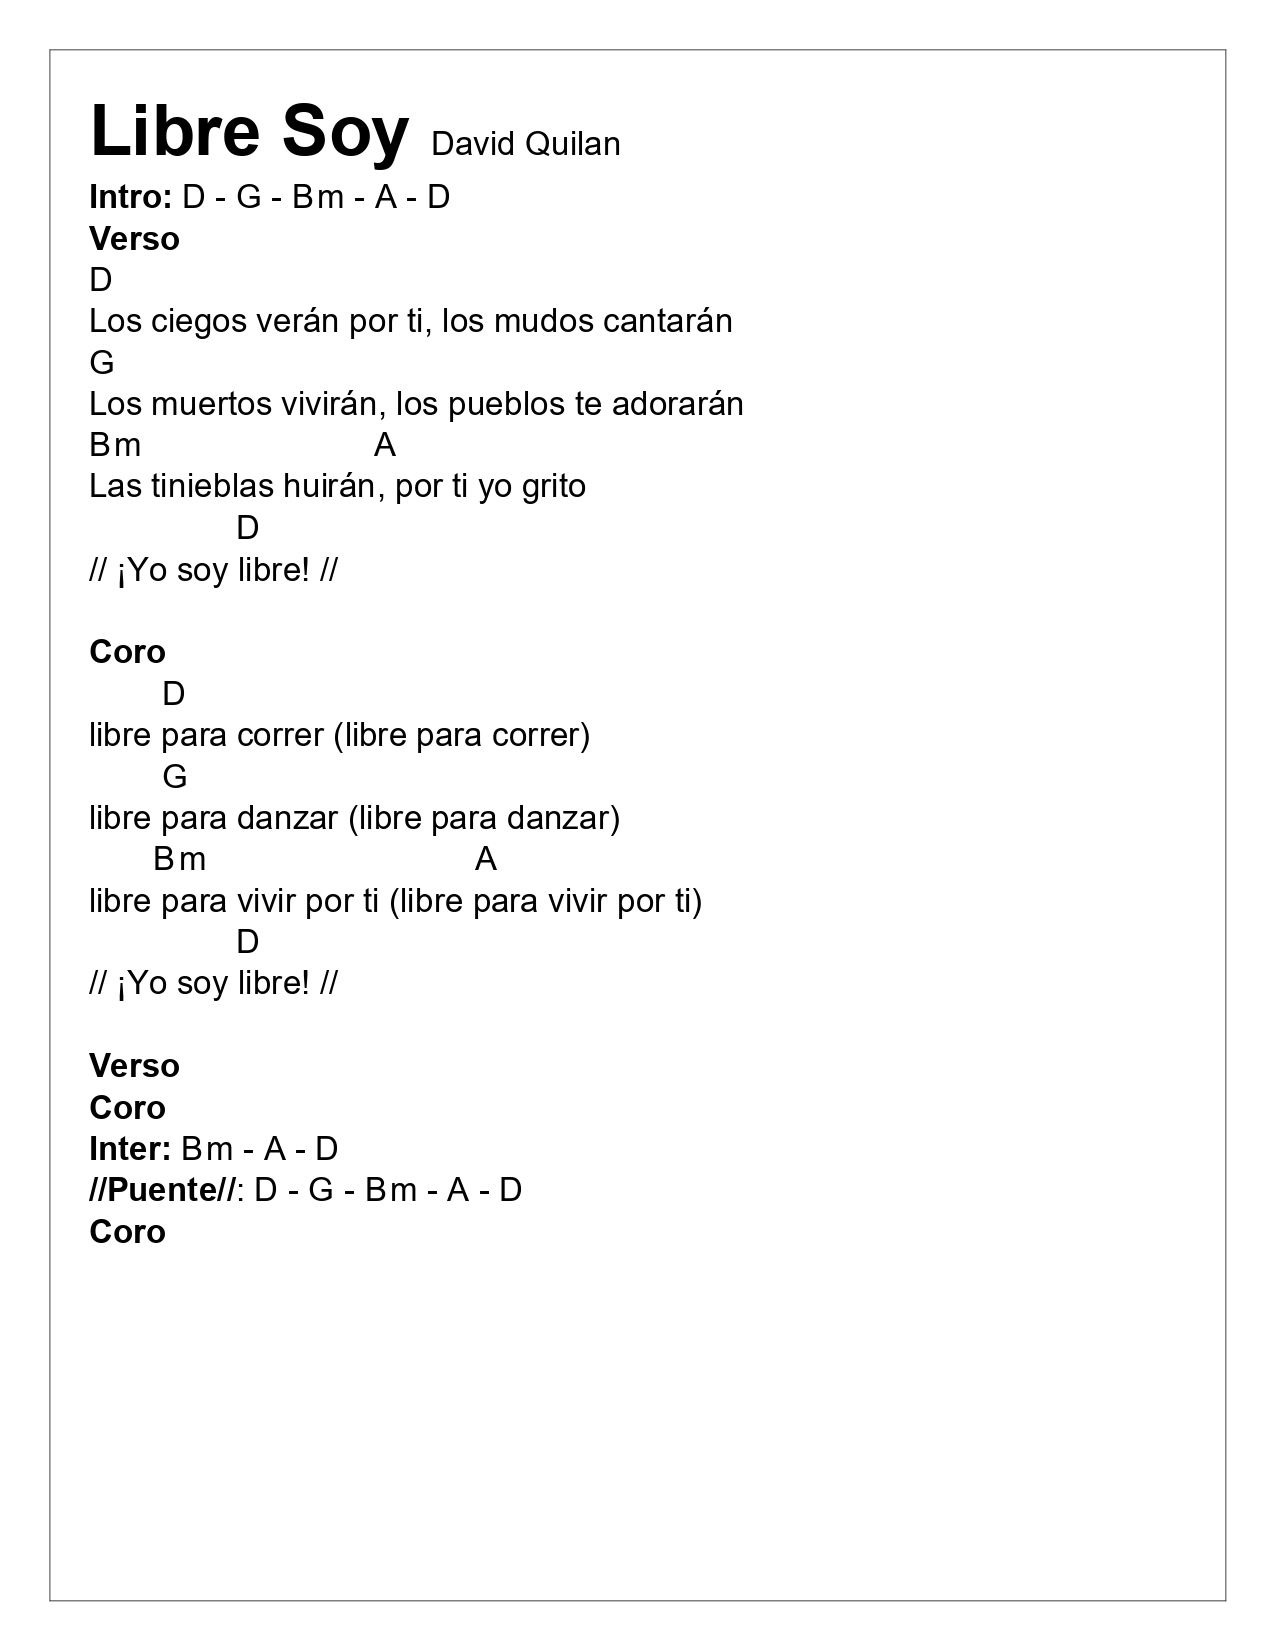 Libre Soy David Quilan
Intro: D - G - Bm - A - D
Verso
D
Los ciegos verán por ti, los mudos cantarán
G
Los muertos vivirán, los pueblos te adorarán
Bm A
Las tinieblas huirán, por ti yo grito
D
// ¡Yo soy libre! //
Coro
D
libre para correr (libre para correr)
G
libre para danzar (libre para danzar)
Bm A
libre para vivir por ti (libre para vivir por ti)
D
// ¡Yo soy libre! //
Verso
Coro
Inter: Bm - A - D
//Puente//: D - G - Bm - A - D
Coro